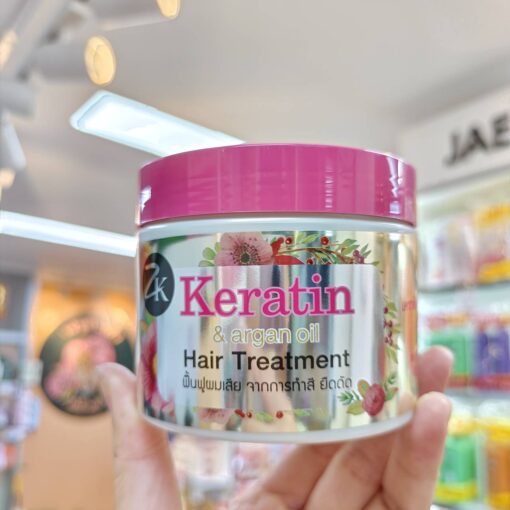 JAE
2K
Keratin
& argan oil
Hair Treatment
ฟื้นฟูผมเสีย จากการทำสี ยืดดัด